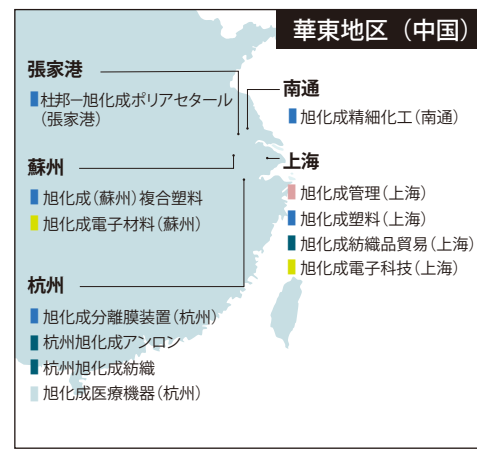 華東地区（中国）
張家港
杜邦ー旭化成ポリアセタール
（張家港）
蘇州
旭化成（蘇州）複合塑料
旭化成電子材料（蘇州）
杭州
旭化成分離膜装置（杭州）
杭州旭化成アンロン
杭州旭化成紡織
旭化成医療機器（杭州）
南通
旭化成精細化工（南通）
上海
旭化成管理（上海）
旭化成塑料（上海）
旭化成紡織品貿易（上海）
旭化成電子科技（上海）